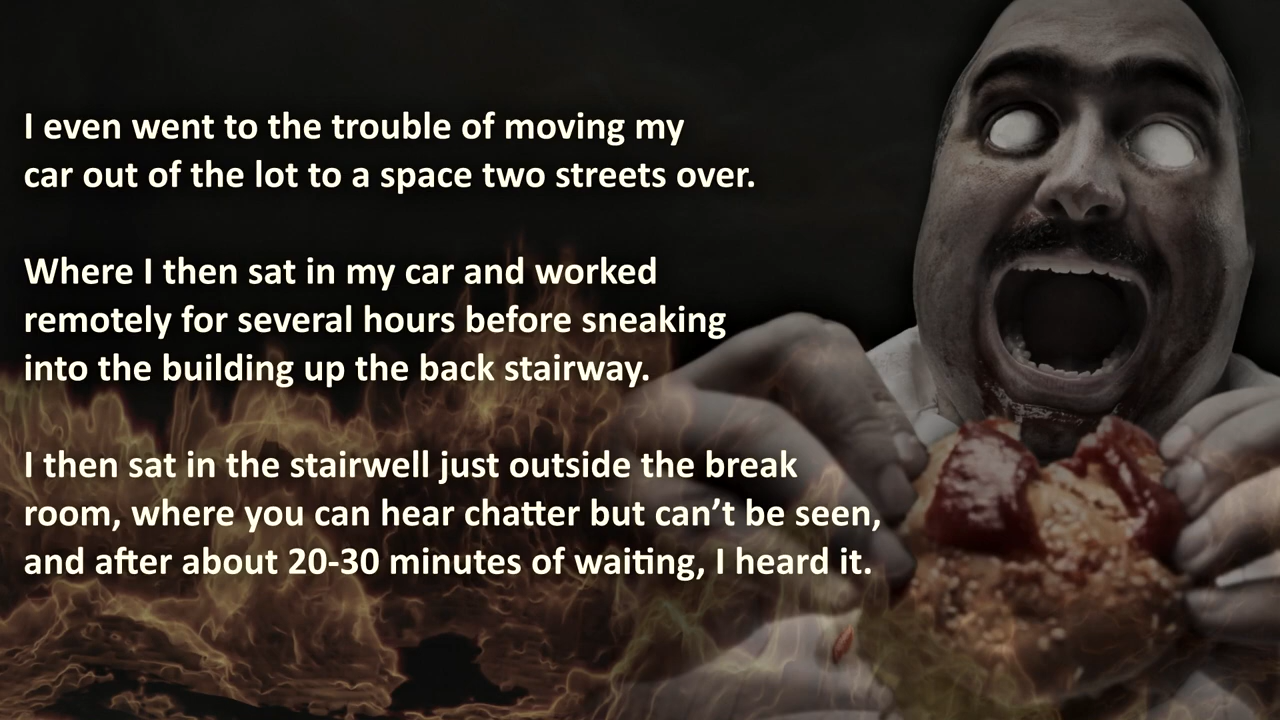 I even went to the trouble of moving my
car out of the lot to a space two streets over.
Where I then sat in my car and worked
remotely for several hours before sneaking
into the building up the back stairway.
I then sat in the stairwell just outside the break
room, where you can hear chatter but can’t be seen,
and after about 20-30 minutes of waiting, I heard it.